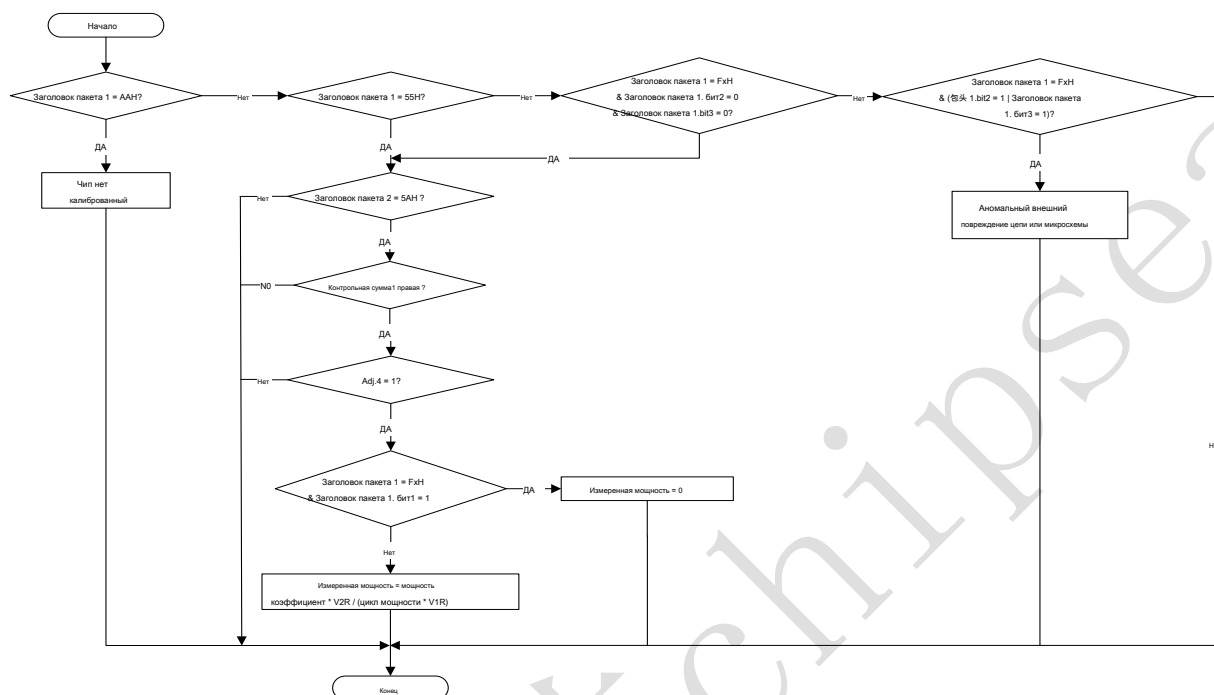 Начало
Заголовок пакета 1 = AAH?
Нет
Заголовок пакета 1 = 55H?
Нет
Заголовок пакета 1 = FxH
& Заголовок пакета 1. бит2 = 0
& Заголовок пакета 1.bit3 = 0?
Нет
Заголовок пакета 1 = FxH
& (包头 1.bit2 = 1 | Заголовок пакета
1. бит3 = 1)?
ДА
ДА
ДА
ДА
Чип нет
калиброванный
Нет
Заголовок пакета 2 = 5AH ?
Аномальный внешний
повреждение цепи или микросхемы
ДА
N0
Контрольная сумма1 правая ?
ДА
Нет
Adj.4 = 1?
ДА
Н
Заголовок пакета 1 = FxH
& Заголовок пакета 1. бит1 = 1
ДА
Измеренная мощность = 0
Нет
Измеренная мощность = мощность
коэффициент * V2R / (цикл мощности * V1R)
Конец
chipsea